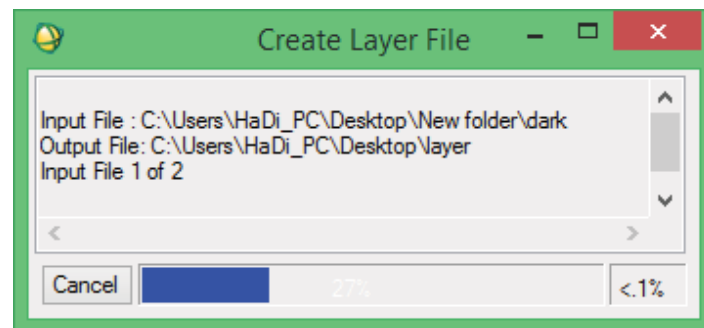 Create Layer File
Input File : C:\Users\HaDi_PC\Desktop\New folder\dark
Output File: C:\Users\HaDi_PC\Desktop\layer
Input File 1 of 2
Cancel 27% <.1%